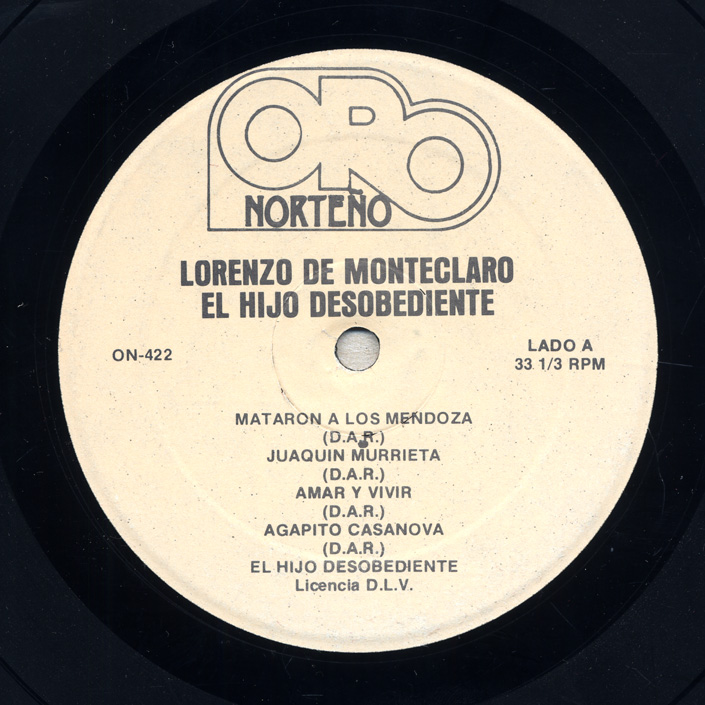 ORO
NORTEÑO
LORENZO DE MONTECLARO
EL HIJO DESOBEDIENTE
ON-422
LADO A
33 1/3 RPM
MATARON A LOS MENDOZA
(D.A.R.)
JUAQUIN MURRIETA
(D.A.R.)
AMAR Y VIVIR
(D.A.R.)
AGAPITO CASANOVA
(D.A.R.)
EL HIJO DESOBEDIENTE
Licencia D.L.V.